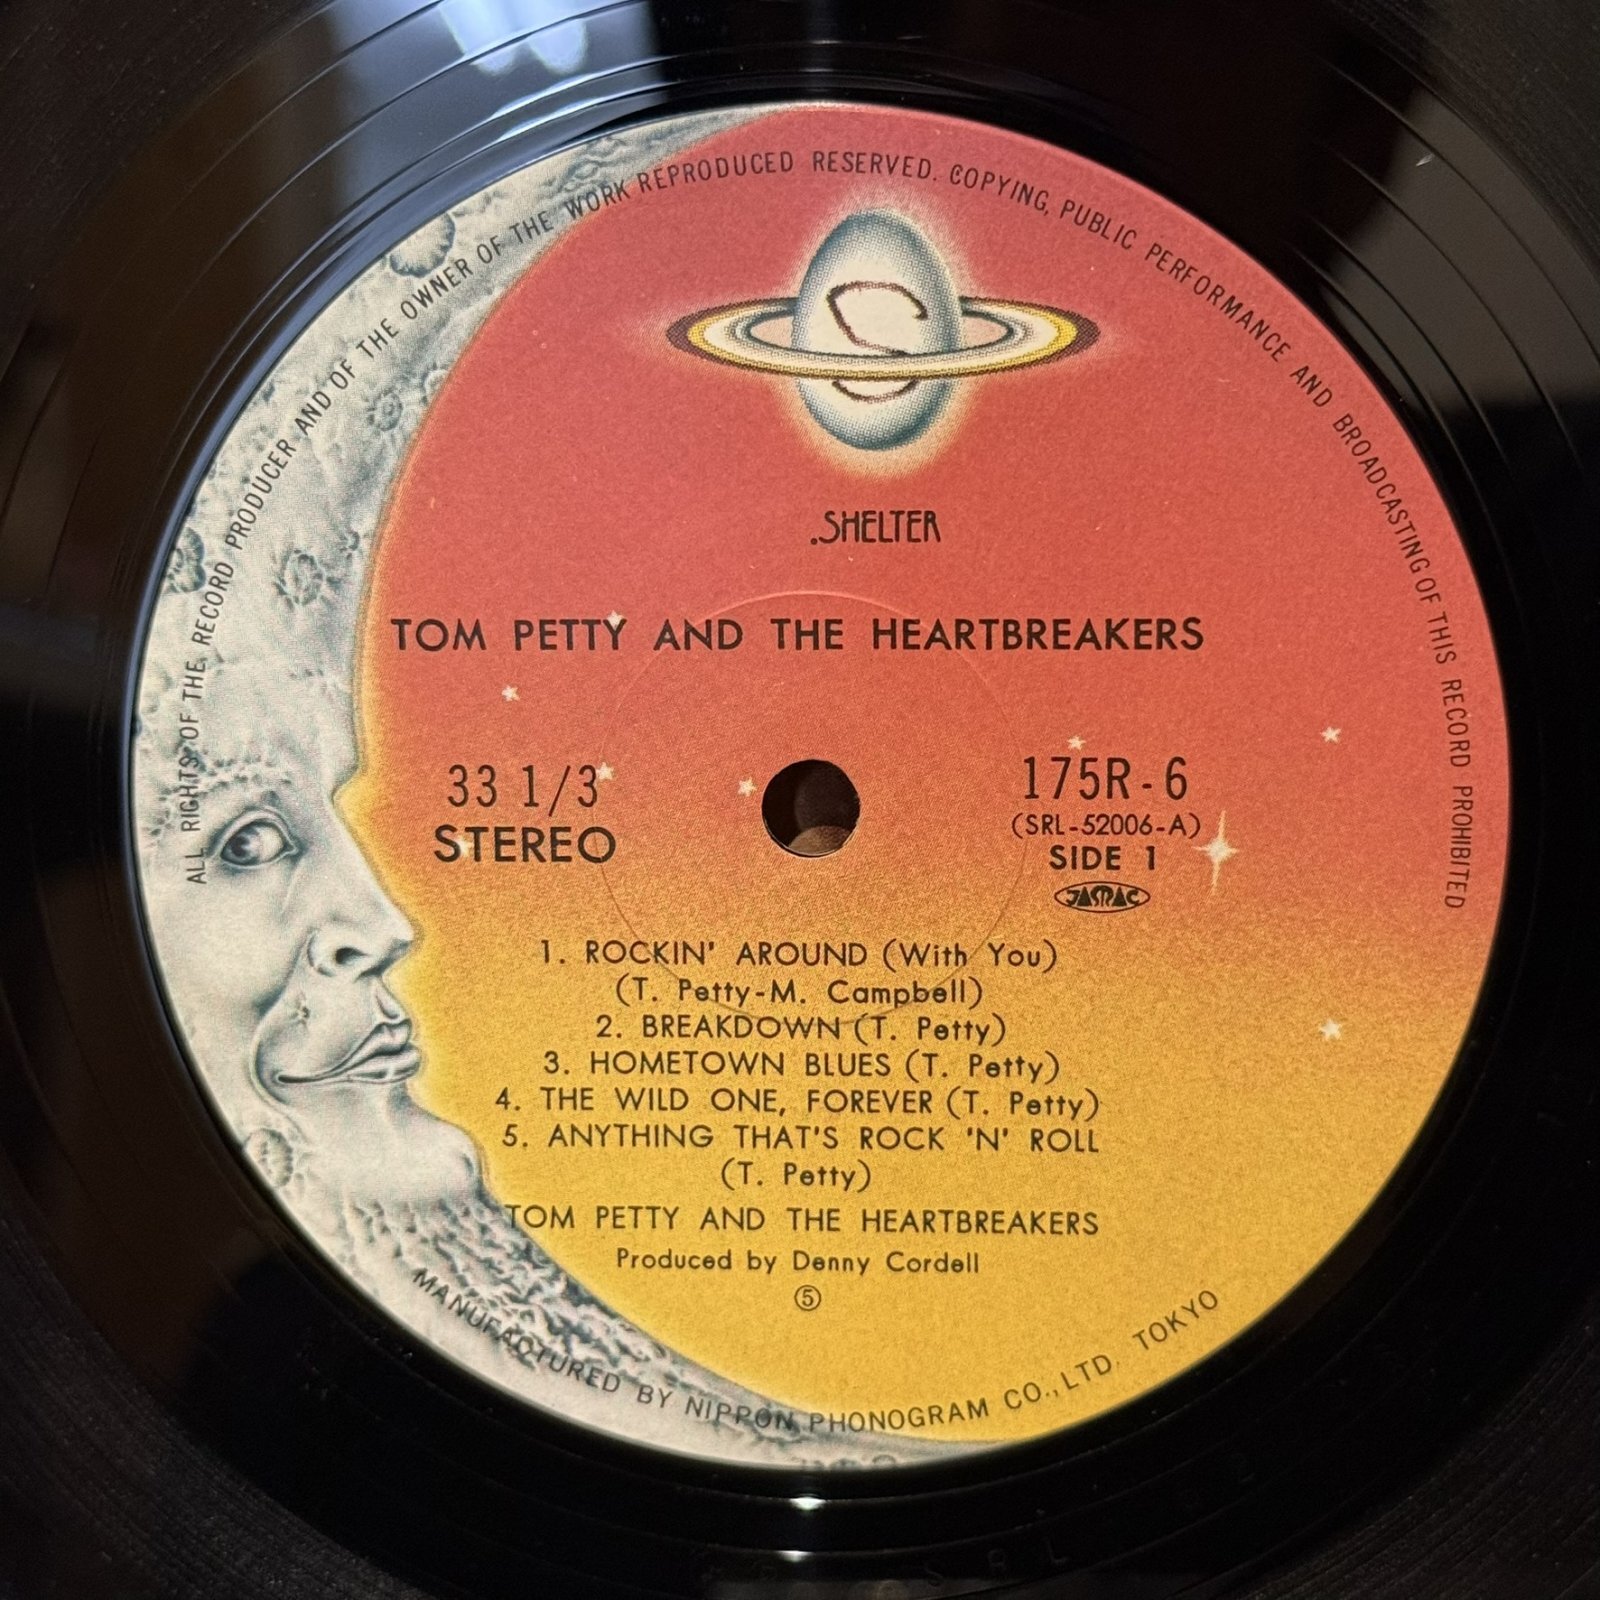 ALL RIGHTS OF THE RECORD PRODUCER AND OF THE OWNER OF THE WORK REPRODUCED RESERVED. COPYING, PUBLIC PERFORMANCE AND BROADCASTING OF THIS RECORD PROHIBITED
.SHELTER
TOM PETTY AND THE HEARTBREAKERS
33 1/3
STEREO
175R-6
(SRL-52006-A)
SIDE 1
JASRAC
1. ROCKIN' AROUND (With You)
(T. Petty-M. Campbell)
2. BREAKDOWN (T. Petty)
3. HOMETOWN BLUES (T. Petty)
4. THE WILD ONE, FOREVER (T. Petty)
5. ANYTHING THAT'S ROCK 'N' ROLL
(T. Petty)
TOM PETTY AND THE HEARTBREAKERS
Produced by Denny Cordell
⑤
MANUFACTURED BY NIPPON PHONOGRAM CO., LTD. TOKYO